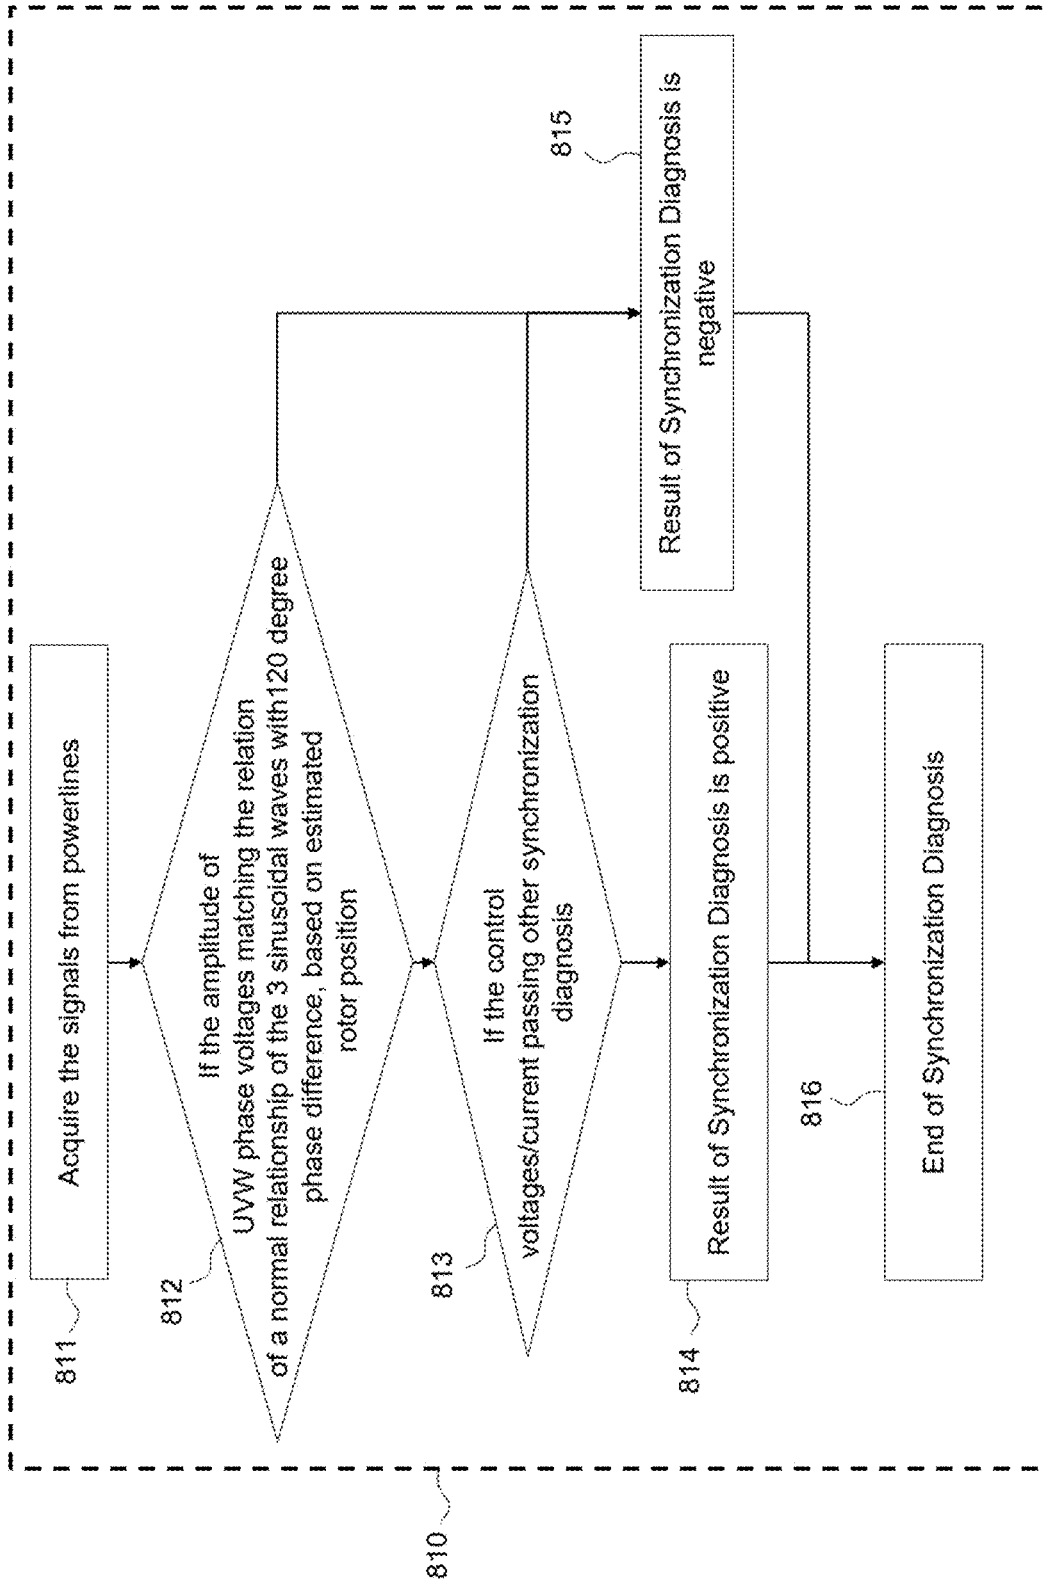 810
811
Acquire the signals from powerlines
812
If the amplitude of
UVW phase voltages matching the relation
of a normal relationship of the 3 sinusoidal waves with120 degree
phase difference, based on estimated
rotor position
813
If the control
voltages/current passing other synchronization
diagnosis
814
Result of Synchronization Diagnosis is positive
815
Result of Synchronization Diagnosis is
negative
816
End of Synchronization Diagnosis